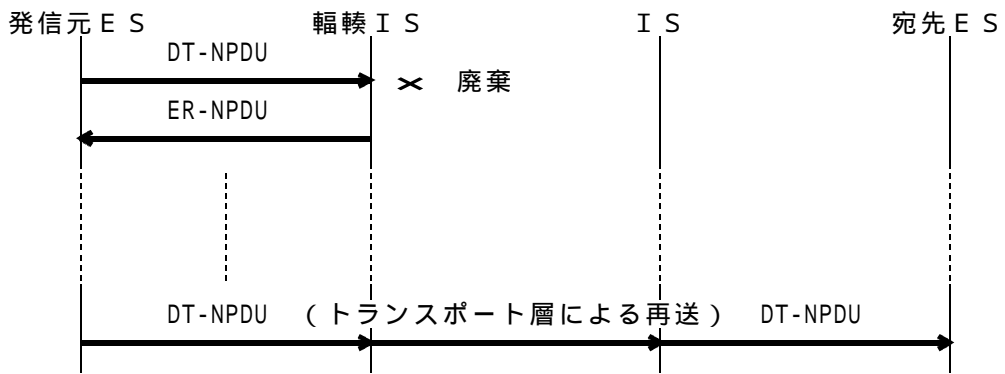 発信元ＥＳ 輻輳ＩＳ ＩＳ 宛先ＥＳ
DT-NPDU
× 廃棄
ER-NPDU
DT-NPDU (トランスポート層による再送) DT-NPDU